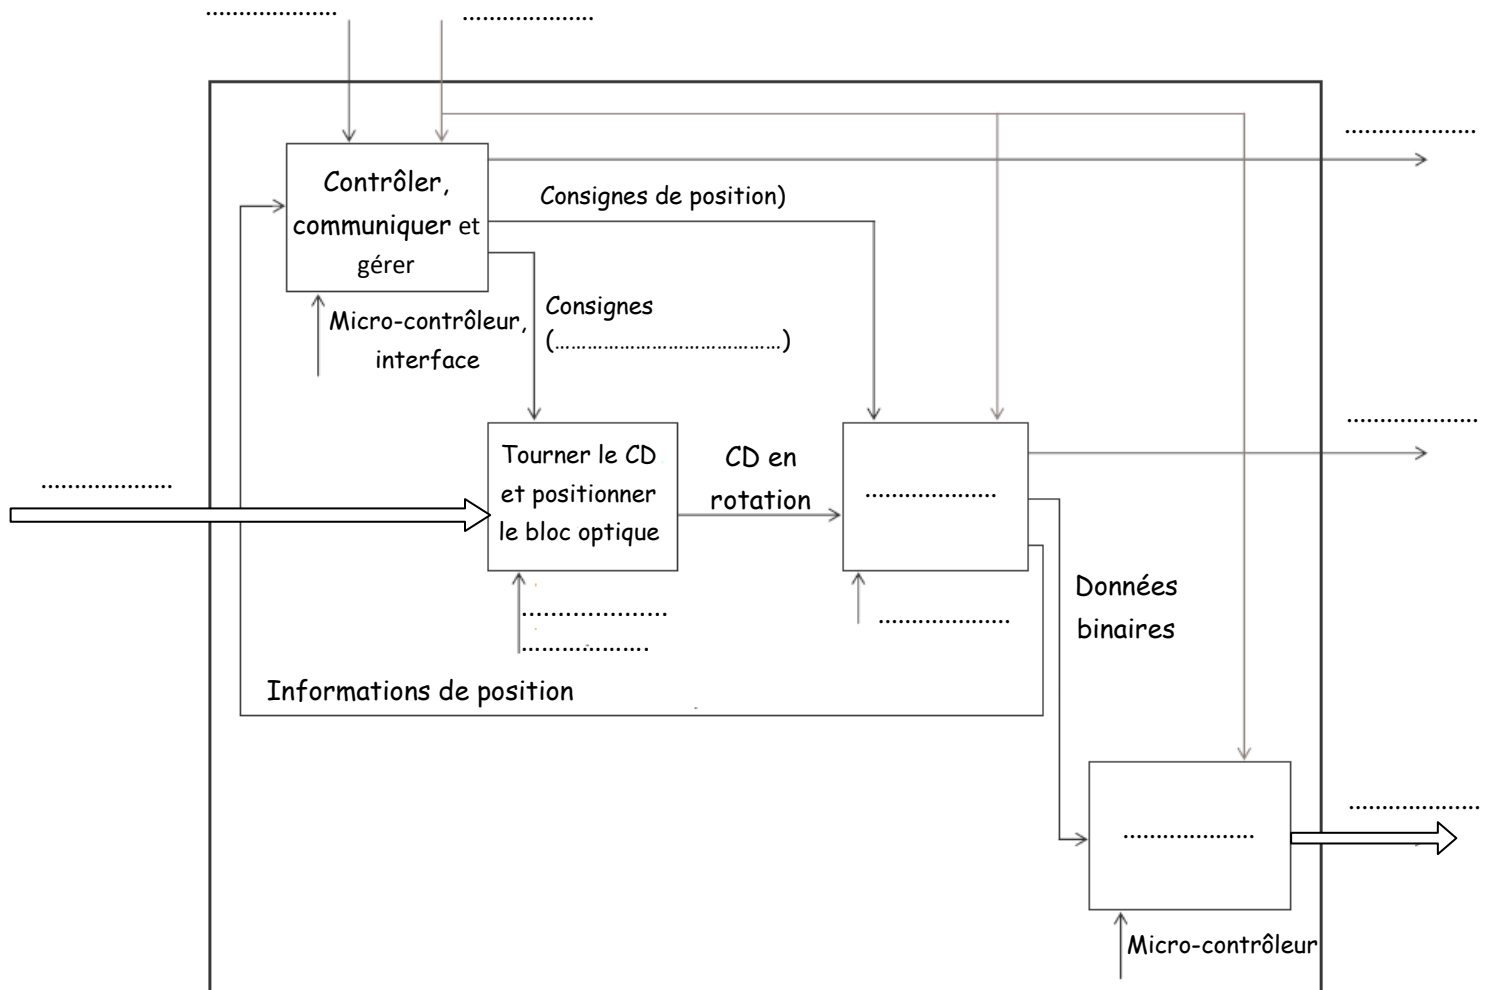 ....................
....................
....................
Contrôler,
communiquer et
gérer
Consignes de position)
Micro-contrôleur,
interface
Consignes
(..........................................)
....................
....................
Tourner le CD
et positionner
le bloc optique
CD en
rotation
....................
......................
....................
....................
Données
binaires
Informations de position
....................
....................
Micro-contrôleur